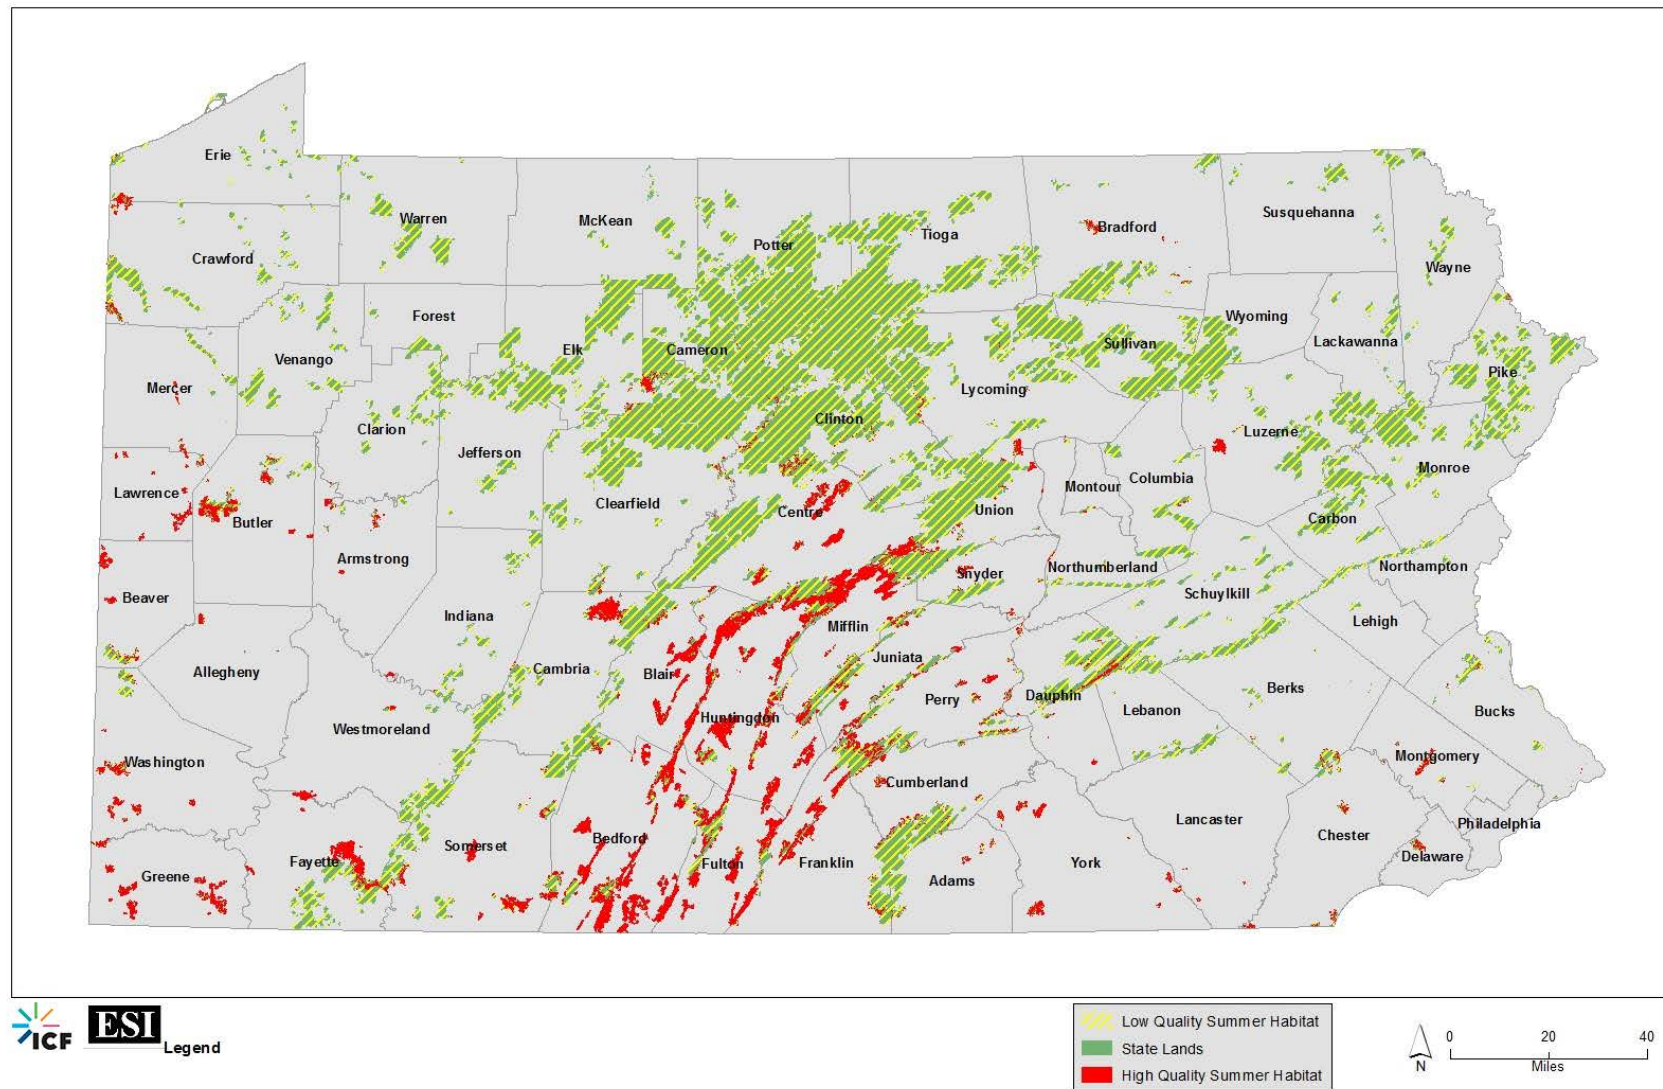 Erie
Warren
McKean
Potter
Tioga
Bradford
Susquehanna
Wayne
Crawford
Forest
Elk
Cameron
Sullivan
Wyoming
Lackawanna
Pike
Venango
Mercer
Clarion
Jefferson
Clinton
Lycoming
Luzerne
Monroe
Lawrence
Butler
Clearfield
Centre
Union
Montour
Columbia
Carbon
Armstrong
Beaver
Indiana
Snyder
Northumberland
Schuylkill
Northampton
Lehigh
Mifflin
Juniata
Allegheny
Cambria
Blair
Huntingdon
Perry
Dauphin
Lebanon
Berks
Bucks
Westmoreland
Washington
Cumberland
Montgomery
Lancaster
Philadelphia
Chester
Delaware
Greene
Fayette
Somerset
Bedford
Fulton
Franklin
Adams
York
ICF
ESI
Legend
Low Quality Summer Habitat
State Lands
High Quality Summer Habitat
N
0 20 40
Miles